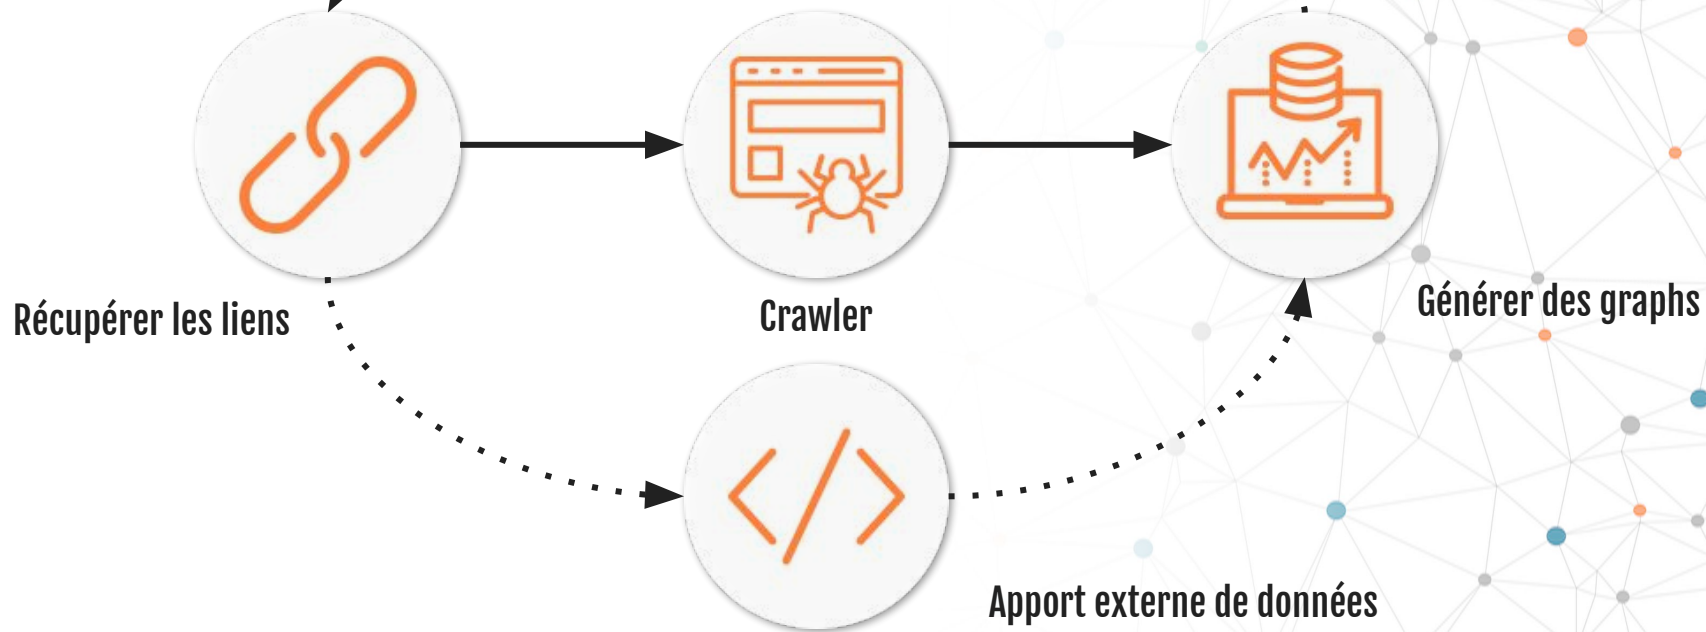 Récupérer les liens
Crawler
Générer des graphs
Apport externe de données